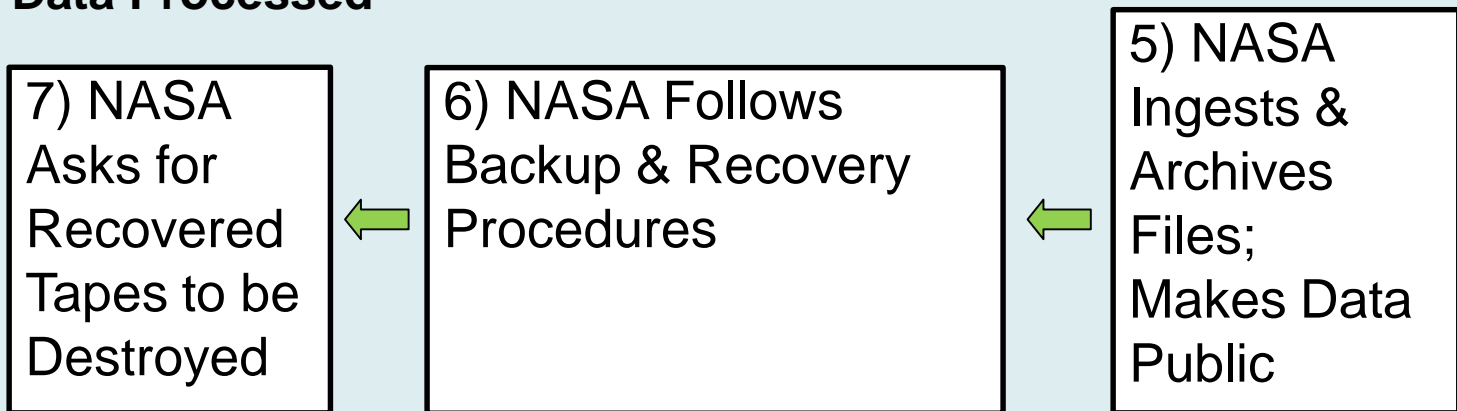 Data Processed
7) NASA
Asks for
Recovered
Tapes to be
Destroyed
6) NASA Follows
Backup & Recovery
Procedures
5) NASA
Ingests &
Archives
Files;
Makes Data
Public